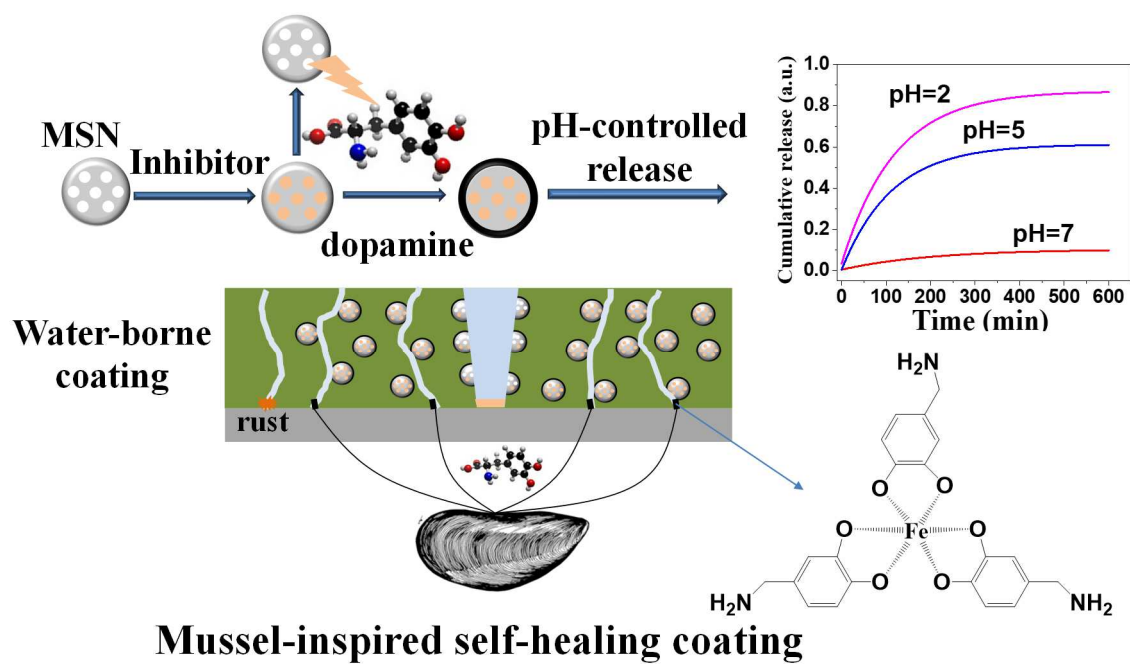 MSN
Inhibitor
dopamine
pH-controlled
release
Cumulative release (a.u.)
1.0
0.8
0.6
0.4
0.2
0.0
pH=2
pH=5
pH=7
0 100 200 300 400 500 600
Time (min)
Water-borne
coating
rust
H2N
O O
O Fe O
O O
H2N
NH2
Mussel-inspired self-healing coating